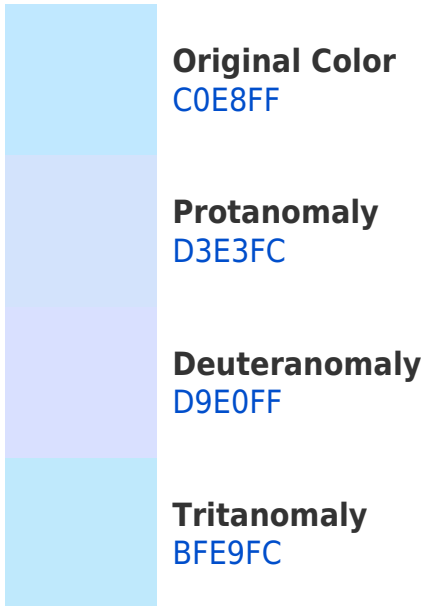 Original Color
C0E8FF
Protanomaly
D3E3FC
Deuteranomaly
D9E0FF
Tritanomaly
BFE9FC